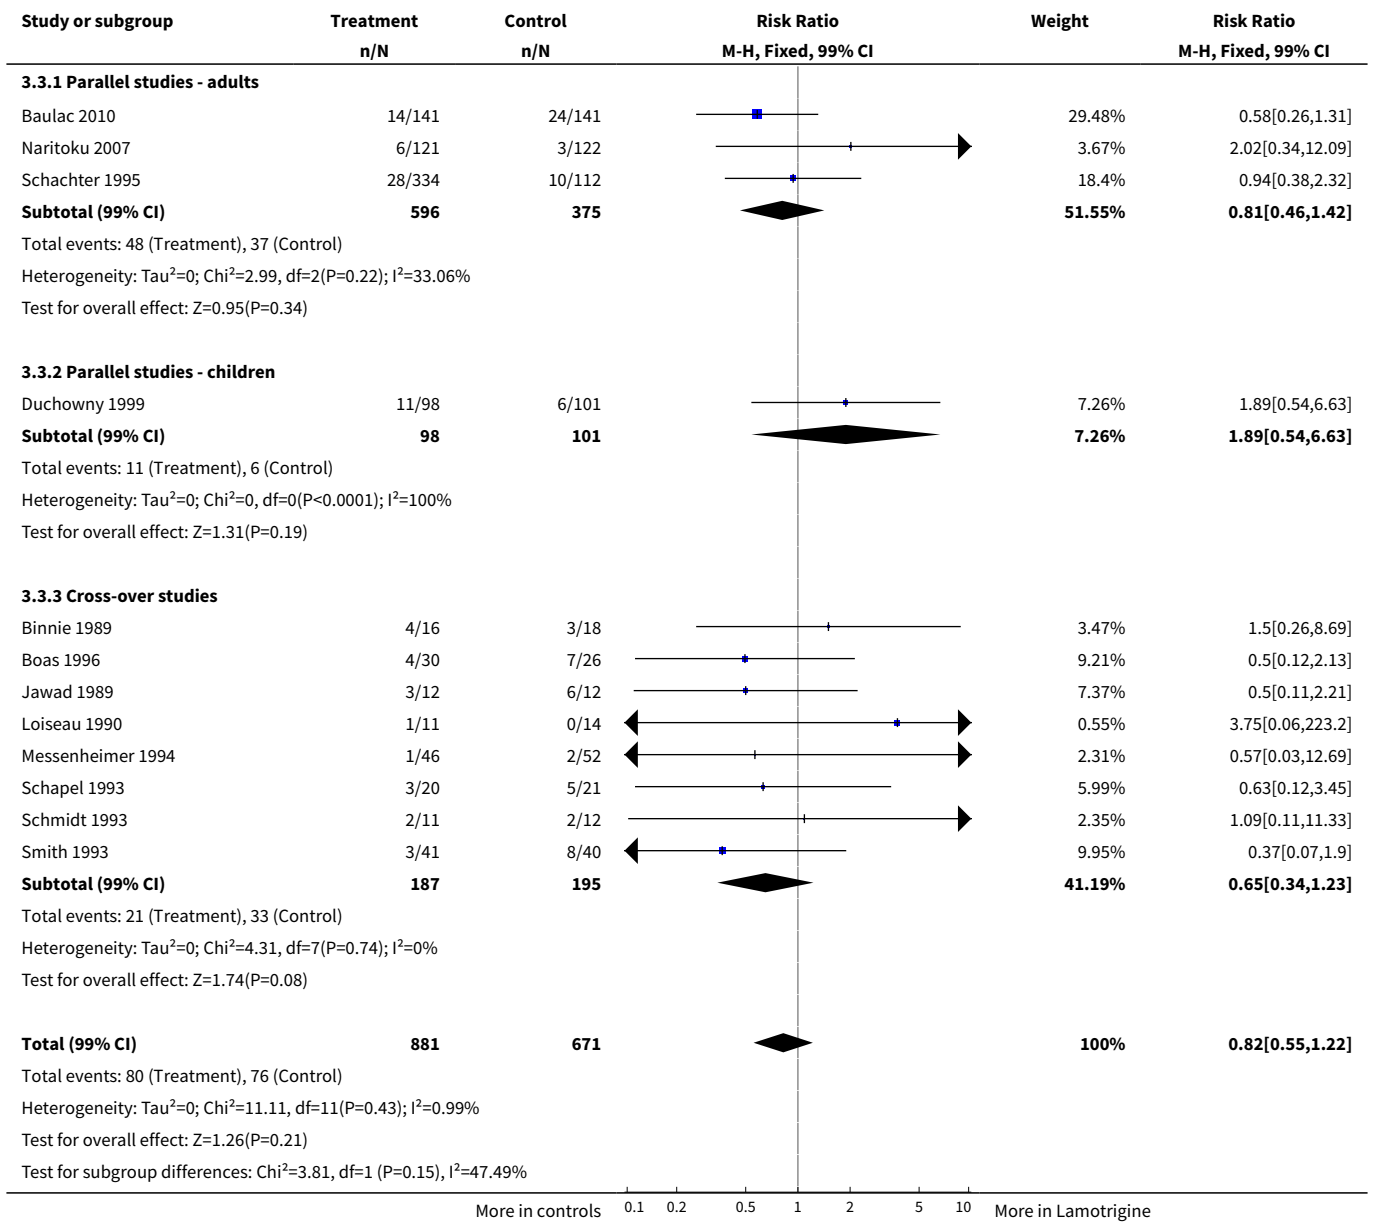 Study or subgroup Treatment Control Risk Ratio Weight Risk Ratio
n/N n/N M-H, Fixed, 99% CI M-H, Fixed, 99% CI
3.3.1 Parallel studies - adults
Baulac 2010 14/141 24/141 29.48% 0.58[0.26,1.31]
Naritoku 2007 6/121 3/122 3.67% 2.02[0.34,12.09]
Schachter 1995 28/334 10/112 18.4% 0.94[0.38,2.32]
Subtotal (99% CI) 596 375 51.55% 0.81[0.46,1.42]
Total events: 48 (Treatment), 37 (Control)
Heterogeneity: Tau²=0; Chi²=2.99, df=2(P=0.22); I²=33.06%
Test for overall effect: Z=0.95(P=0.34)
3.3.2 Parallel studies - children
Duchowny 1999 11/98 6/101 7.26% 1.89[0.54,6.63]
Subtotal (99% CI) 98 101 7.26% 1.89[0.54,6.63]
Total events: 11 (Treatment), 6 (Control)
Heterogeneity: Tau²=0; Chi²=0, df=0(P<0.0001); I²=100%
Test for overall effect: Z=1.31(P=0.19)
3.3.3 Cross-over studies
Binnie 1989 4/16 3/18 3.47% 1.5[0.26,8.69]
Boas 1996 4/30 7/26 9.21% 0.5[0.12,2.13]
Jawad 1989 3/12 6/12 7.37% 0.5[0.11,2.21]
Loiseau 1990 1/11 0/14 0.55% 3.75[0.06,223.2]
Messenheimer 1994 1/46 2/52 2.31% 0.57[0.03,12.69]
Schapel 1993 3/20 5/21 5.99% 0.63[0.12,3.45]
Schmidt 1993 2/11 2/12 2.35% 1.09[0.11,11.33]
Smith 1993 3/41 8/40 9.95% 0.37[0.07,1.9]
Subtotal (99% CI) 187 195 41.19% 0.65[0.34,1.23]
Total events: 21 (Treatment), 33 (Control)
Heterogeneity: Tau²=0; Chi²=4.31, df=7(P=0.74); I²=0%
Test for overall effect: Z=1.74(P=0.08)
Total (99% CI) 881 671 100% 0.82[0.55,1.22]
Total events: 80 (Treatment), 76 (Control)
Heterogeneity: Tau²=0; Chi²=11.11, df=11(P=0.43); I²=0.99%
Test for overall effect: Z=1.26(P=0.21)
Test for subgroup differences: Chi²=3.81, df=1 (P=0.15), I²=47.49%
More in controls 0.1 0.2 0.5 1 2 5 10 More in Lamotrigine